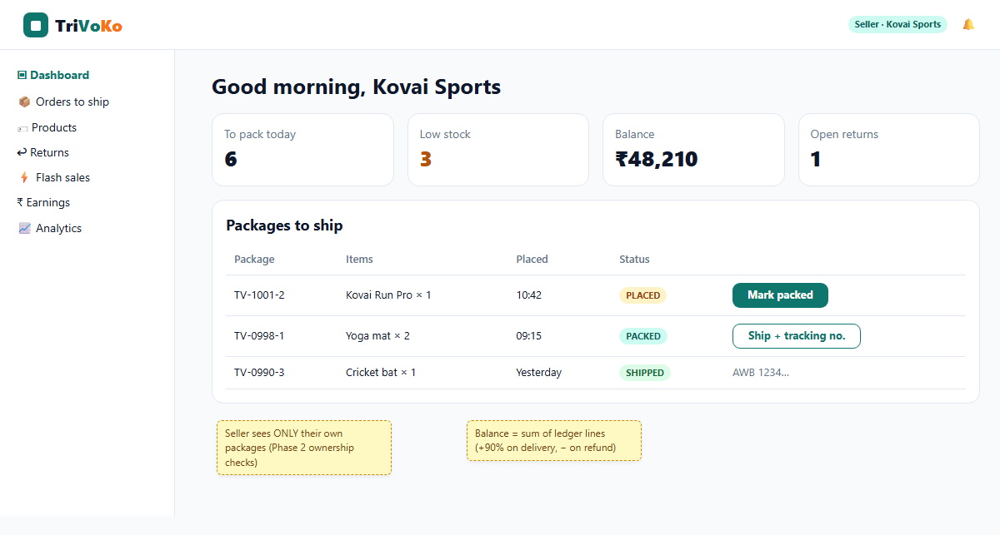 TriVoKo
Seller · Kovai Sports
Dashboard
Orders to ship
Products
Returns
Flash sales
₹ Earnings
Analytics
Good morning, Kovai Sports
To pack today
6
Low stock
3
Balance
₹48,210
Open returns
1
Packages to ship
Package Items Placed Status
TV-1001-2 Kovai Run Pro × 1 10:42 PLACED Mark packed
TV-0998-1 Yoga mat × 2 09:15 PACKED Ship + tracking no.
TV-0990-3 Cricket bat × 1 Yesterday SHIPPED AWB 1234…
Seller sees ONLY their own
packages (Phase 2 ownership
checks)
Balance = sum of ledger lines
(+90% on delivery, − on refund)